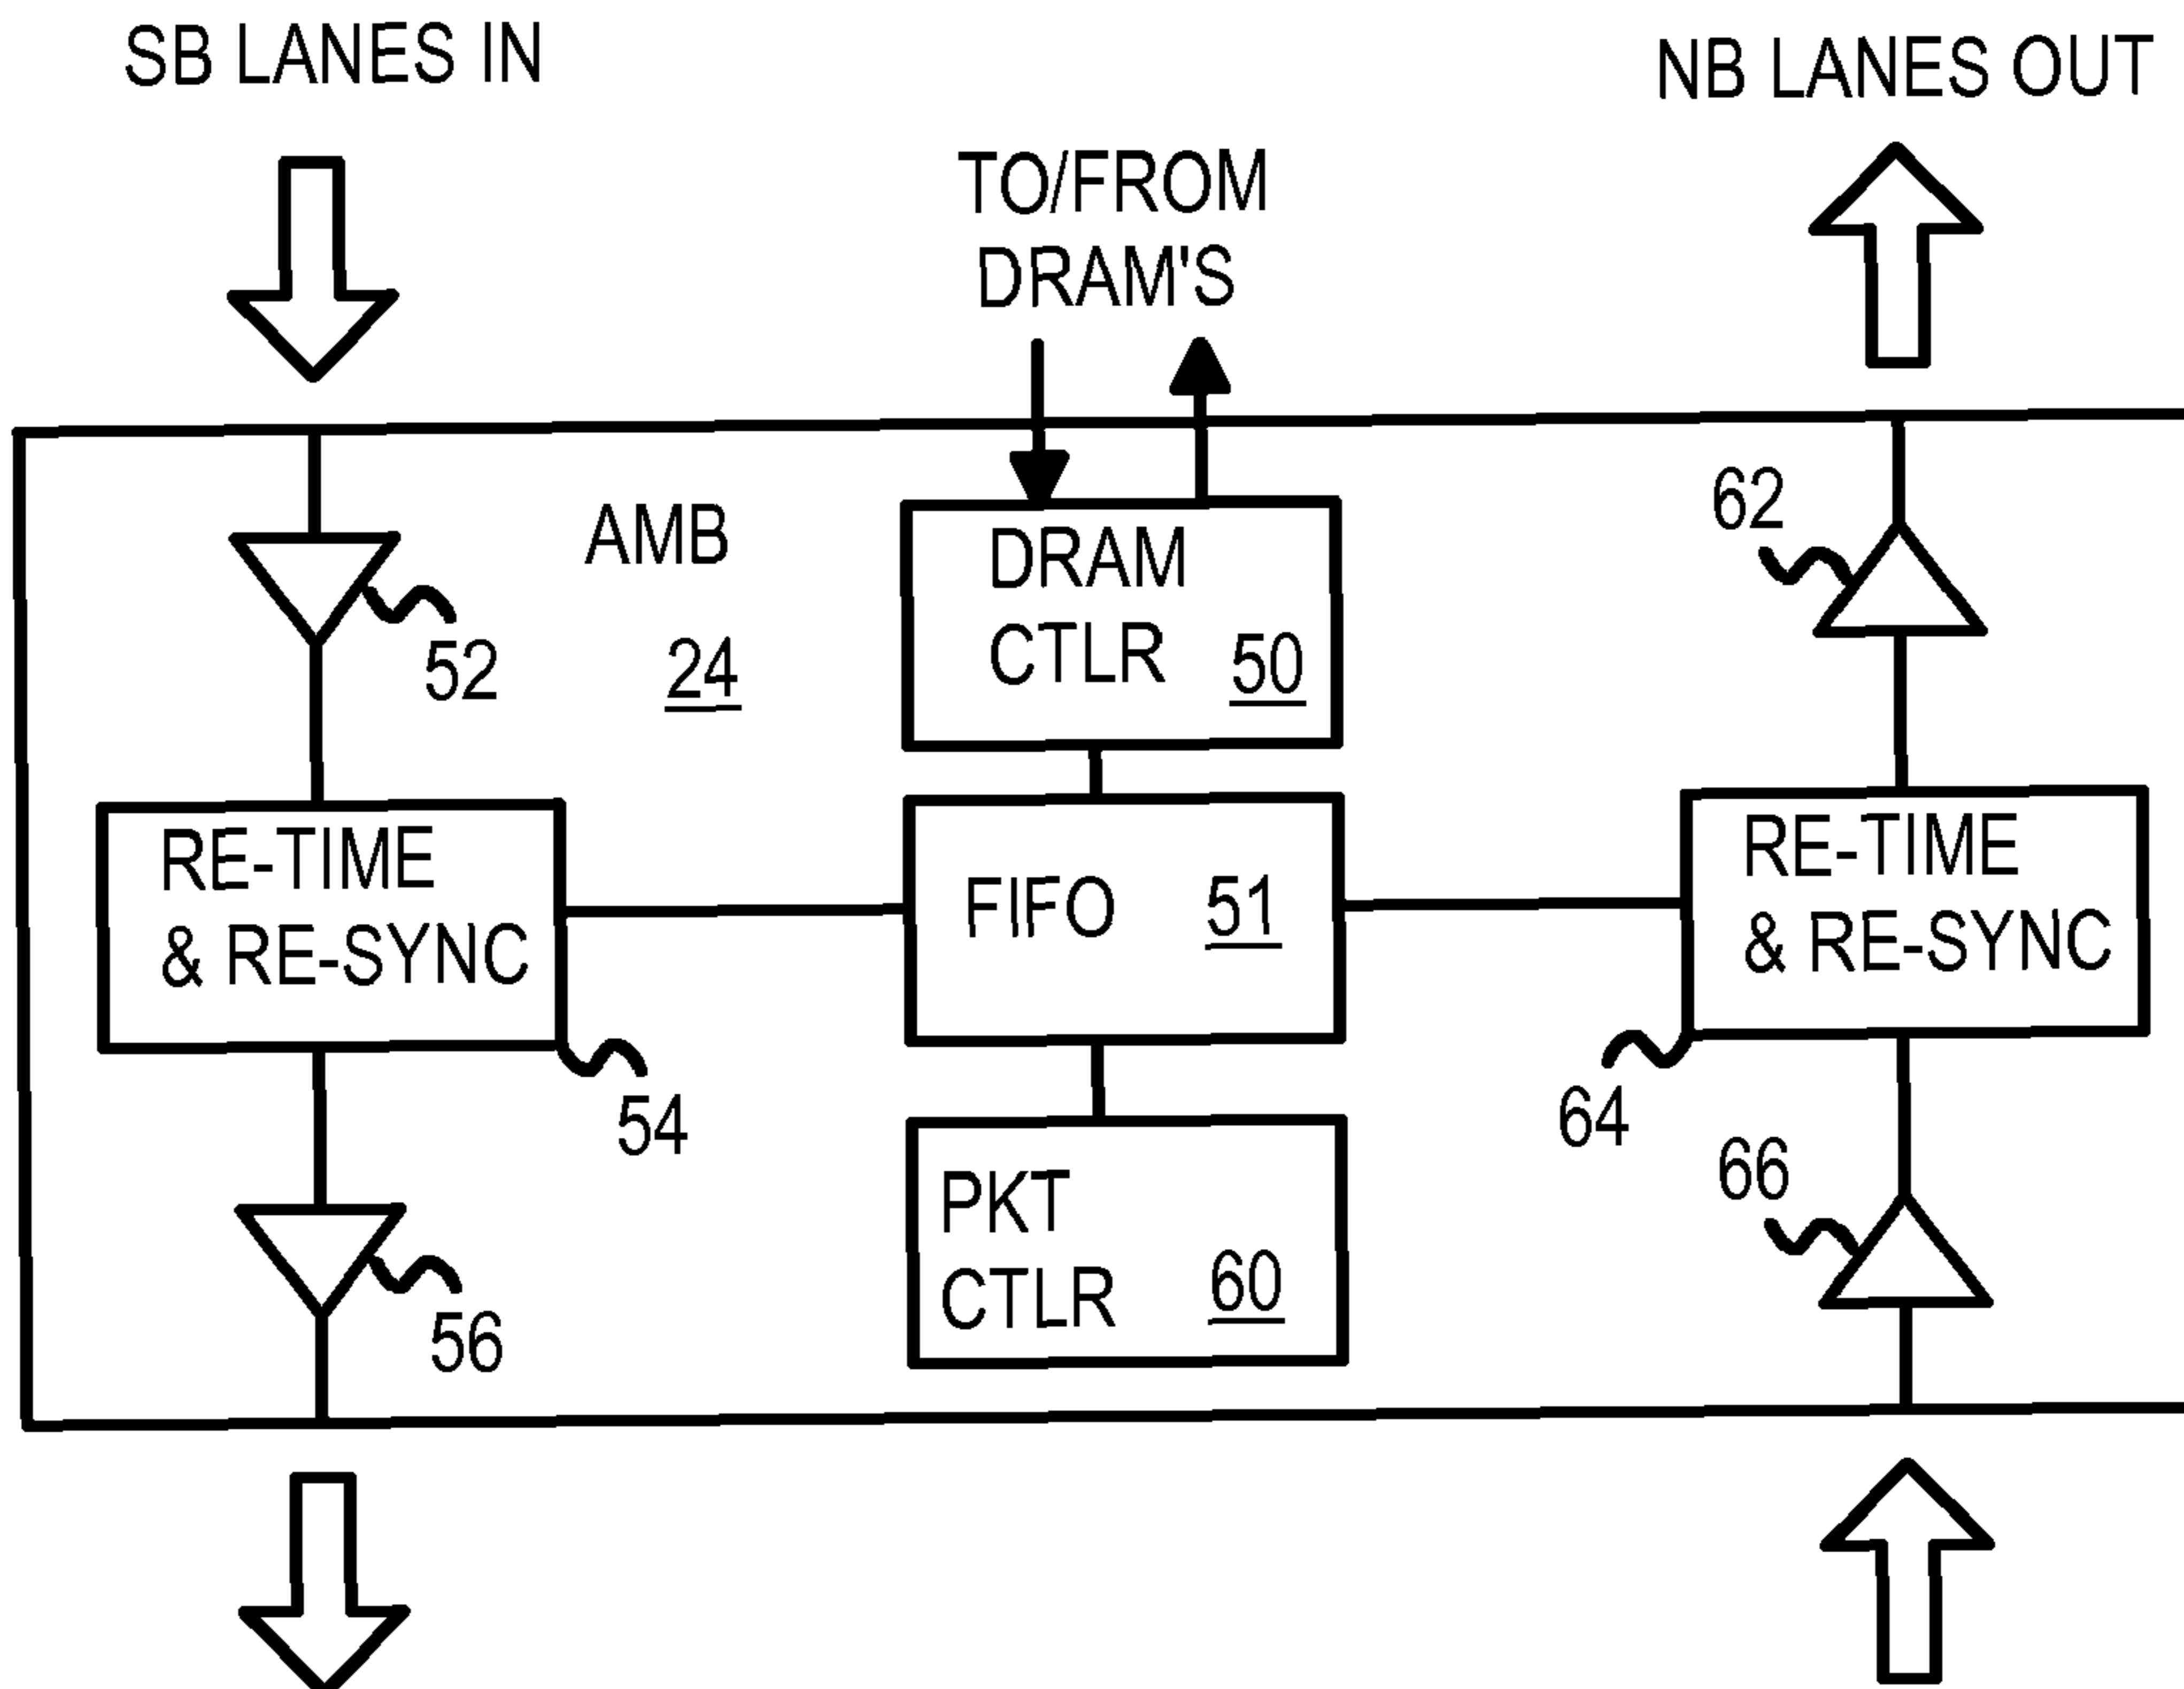 SB LANES IN
NB LANES OUT
TO/FROM
DRAM'S
AMB
24
52
DRAM
CTLR 50
62
RE-TIME
& RE-SYNC
54
FIFO 51
RE-TIME
& RE-SYNC
64
56
PKT
CTLR 60
66